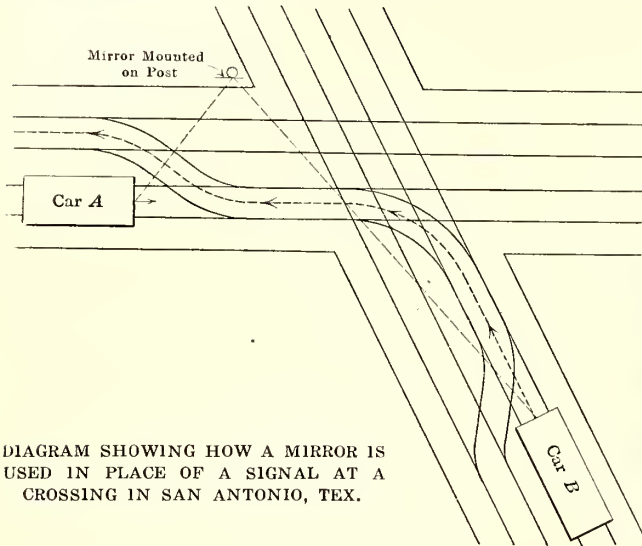 Mirror Mounted
on Post
Car A
Car B
DIAGRAM SHOWING HOW A MIRROR IS
USED IN PLACE OF A SIGNAL AT A
CROSSING IN SAN ANTONIO, TEX.